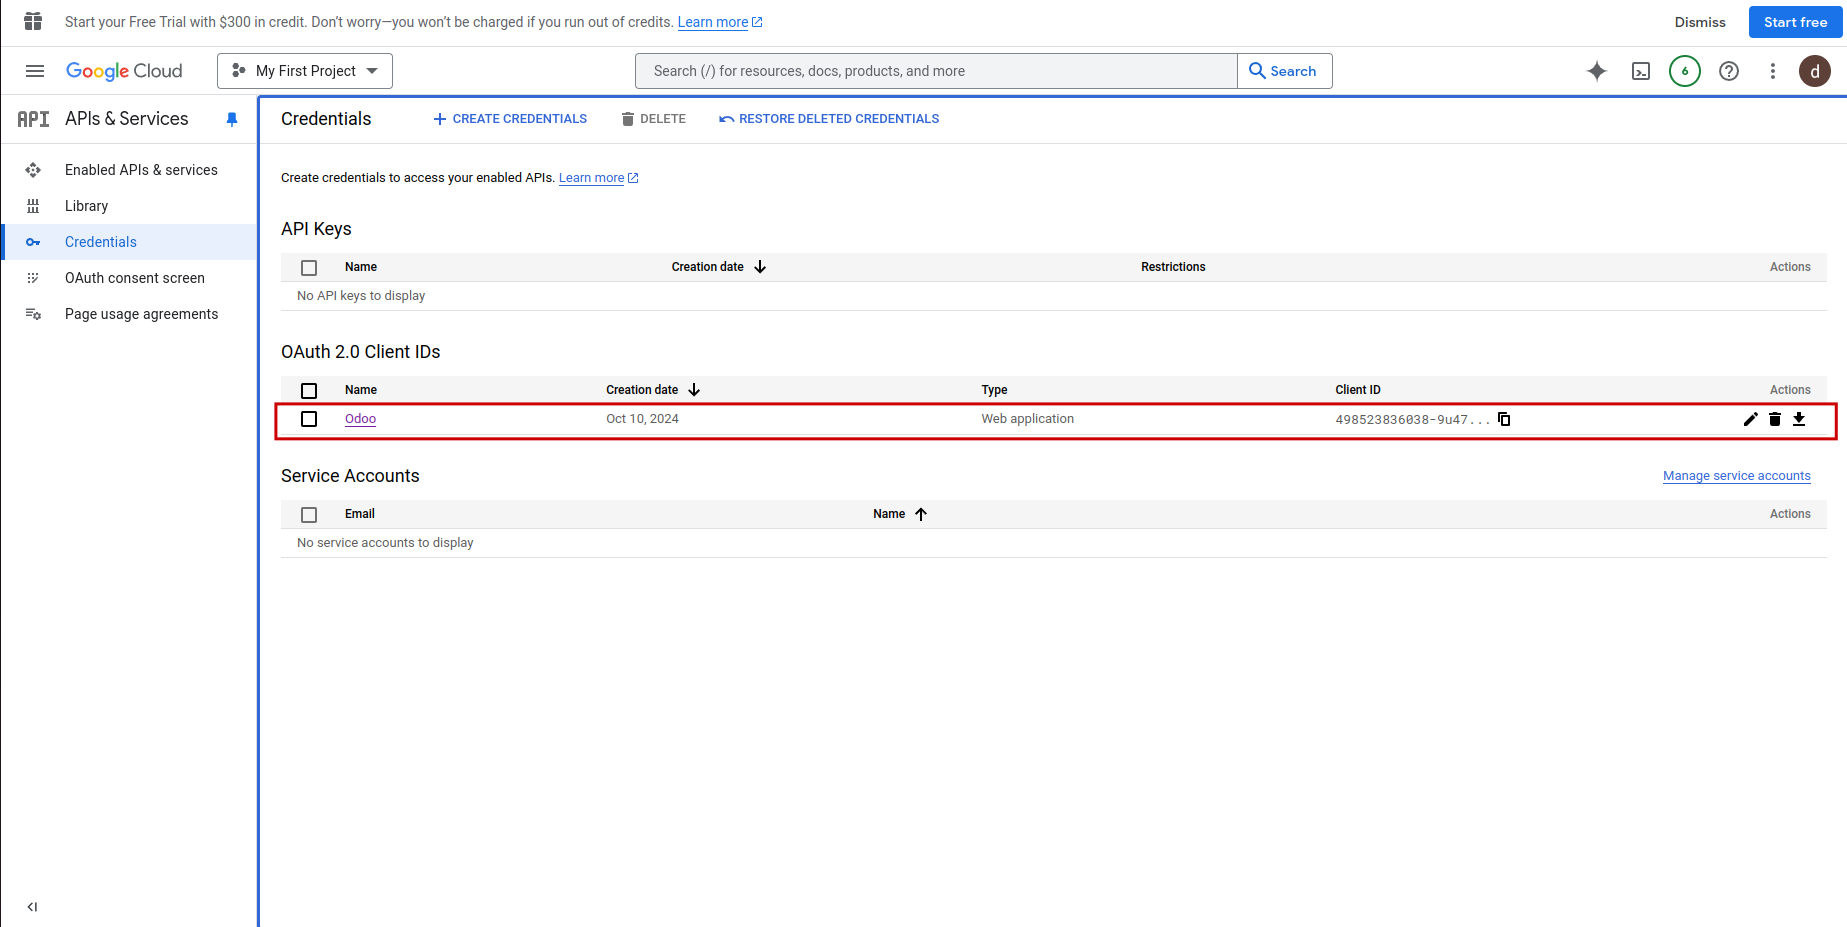 Start your Free Trial with $300 in credit. Don't worry—you won't be charged if you run out of credits. Learn more
Dismiss
Start free
Google Cloud
My First Project
Search (/) for resources, docs, products, and more
Search
6
d
API APIs & Services
Enabled APIs & services
Library
Credentials
OAuth consent screen
Page usage agreements
Credentials
CREATE CREDENTIALS
DELETE
RESTORE DELETED CREDENTIALS
Create credentials to access your enabled APIs. Learn more
API Keys
Name Creation date Restrictions Actions
No API keys to display
OAuth 2.0 Client IDs
Name Creation date Type Client ID Actions
Odoo Oct 10, 2024 Web application 498523836038-9u47...
Service Accounts
Manage service accounts
Email Name Actions
No service accounts to display